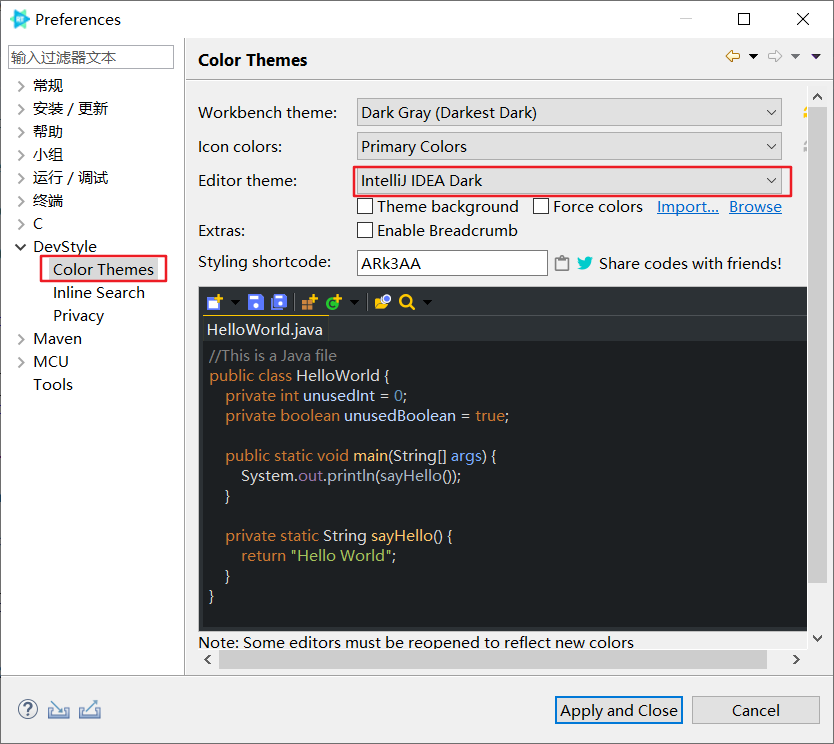 Preferences
输入过滤器文本
常规
安装 / 更新
帮助
小组
运行 / 调试
终端
C
DevStyle
Color Themes
Inline Search
Privacy
Maven
MCU
Tools
Color Themes
Workbench theme: Dark Gray (Darkest Dark)
Icon colors: Primary Colors
Editor theme: IntelliJ IDEA Dark
Theme background Force colors Import... Browse
Extras: Enable Breadcrumb
Styling shortcode: ARk3AA Share codes with friends!
HelloWorld.java
//This is a Java file
public class HelloWorld {
private int unusedInt = 0;
private boolean unusedBoolean = true;
public static void main(String[] args) {
System.out.println(sayHello());
}
private static String sayHello() {
return "Hello World";
}
}
Note: Some editors must be reopened to reflect new colors
Apply and Close Cancel